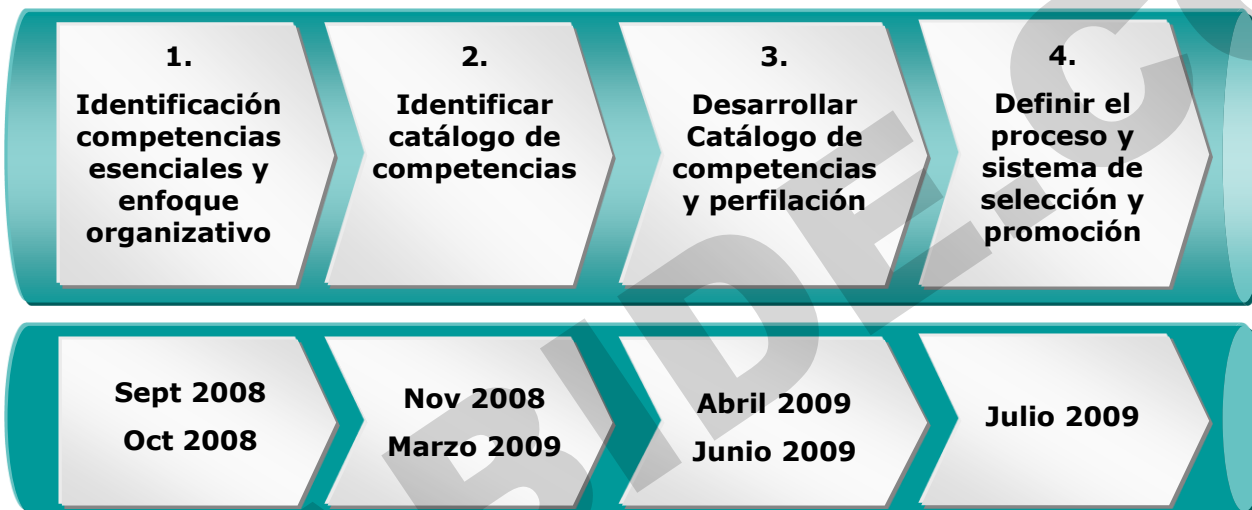 1.
Identificación
competencias
esenciales y
enfoque
organizativo
2.
Identificar
catálogo de
competencias
3.
Desarrollar
Catálogo de
competencias
y perfilación
4.
Definir el
proceso y
sistema de
selección y
promoción
Sept 2008
Oct 2008
Nov 2008
Marzo 2009
Abril 2009
Junio 2009
Julio 2009